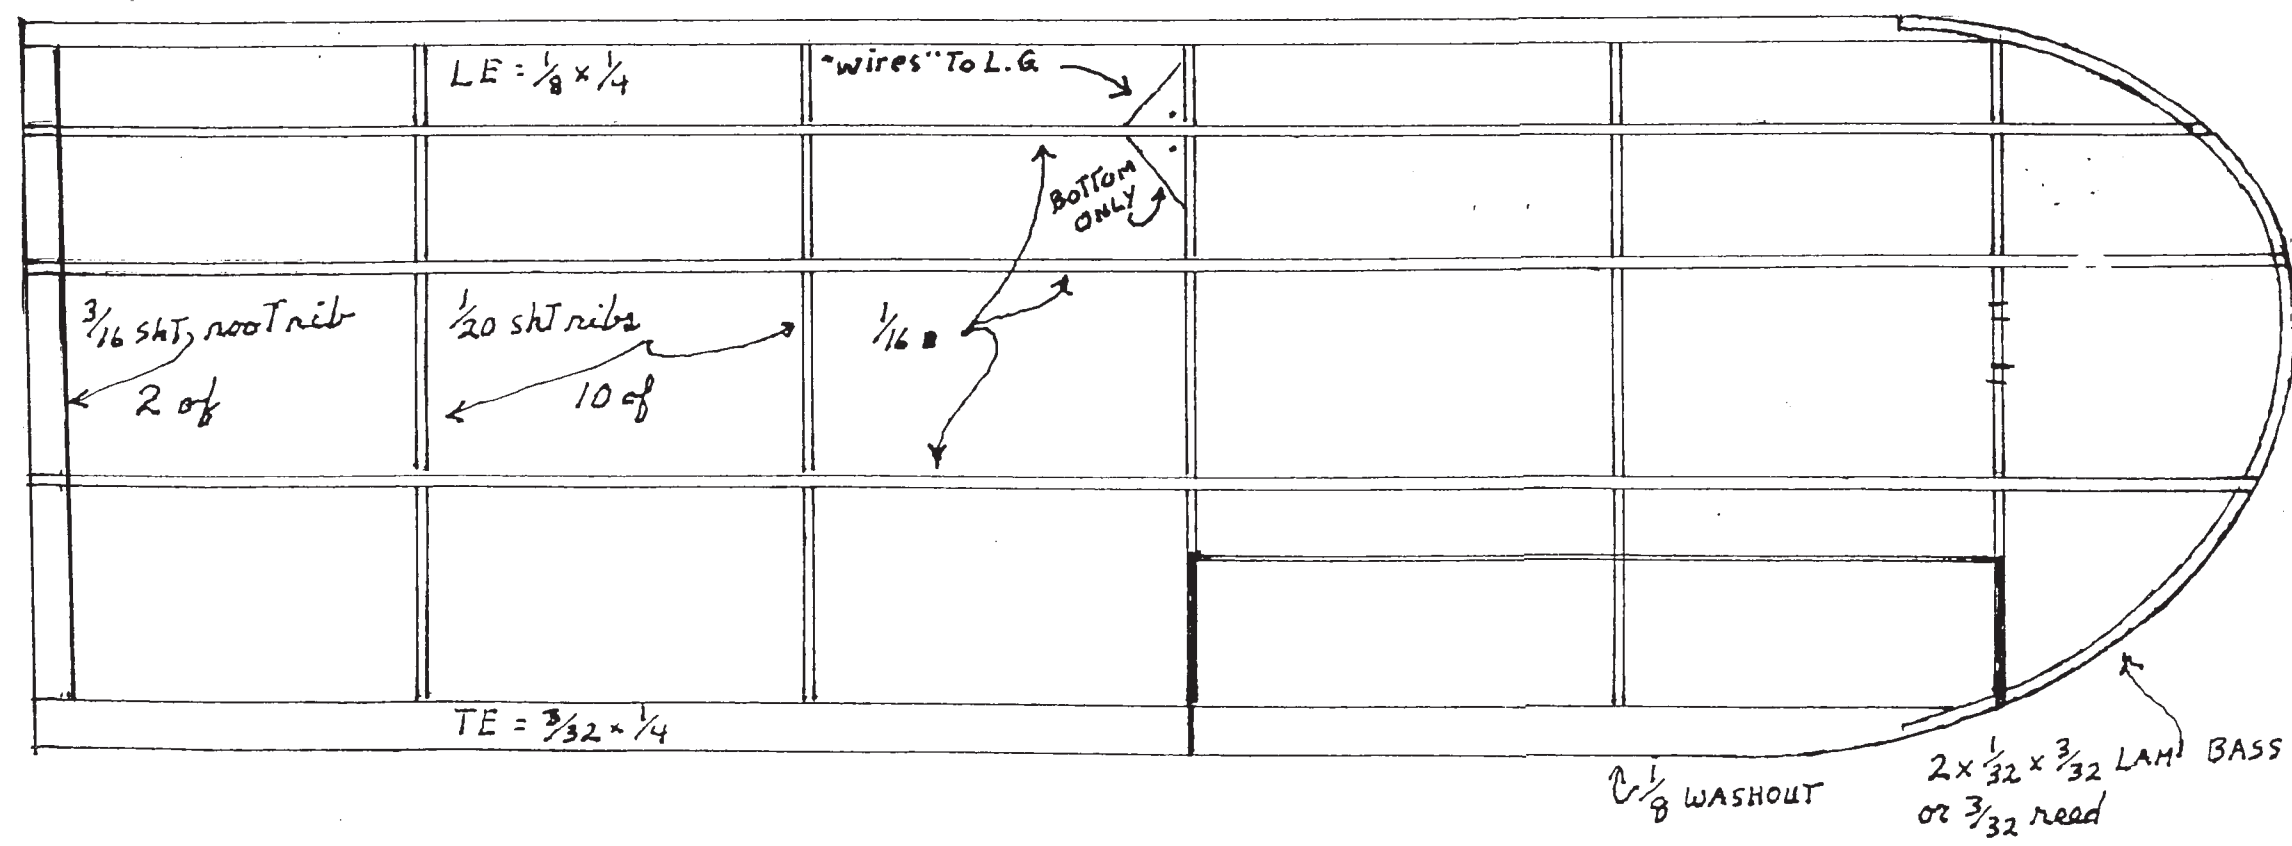 LE = 1/8 x 1/4
"wires" To L.G
BOTTOM
ONLY
3/16 shT, rooT rib
2 of
1/20 shT ribs
10 of
1/16 ■
TE = 3/32 x 1/4
1/8 WASHOUT
2 x 1/32 x 3/32 LAM BASS
or 3/32 reed